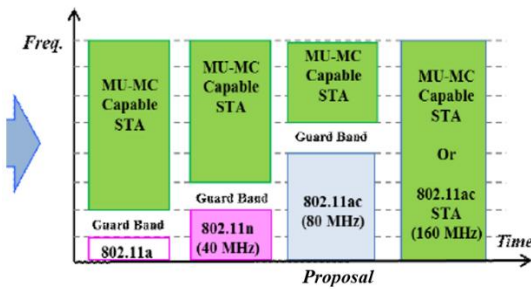 Freq.
MU-MC
Capable
STA
Guard Band
802.11a
MU-MC
Capable
STA
Guard Band
802.11n
(40 MHz)
MU-MC
Capable
STA
Guard Band
802.11ac
(80 MHz)
MU-MC
Capable
STA
Or
802.11ac
STA
(160 MHz)
Time
Proposal